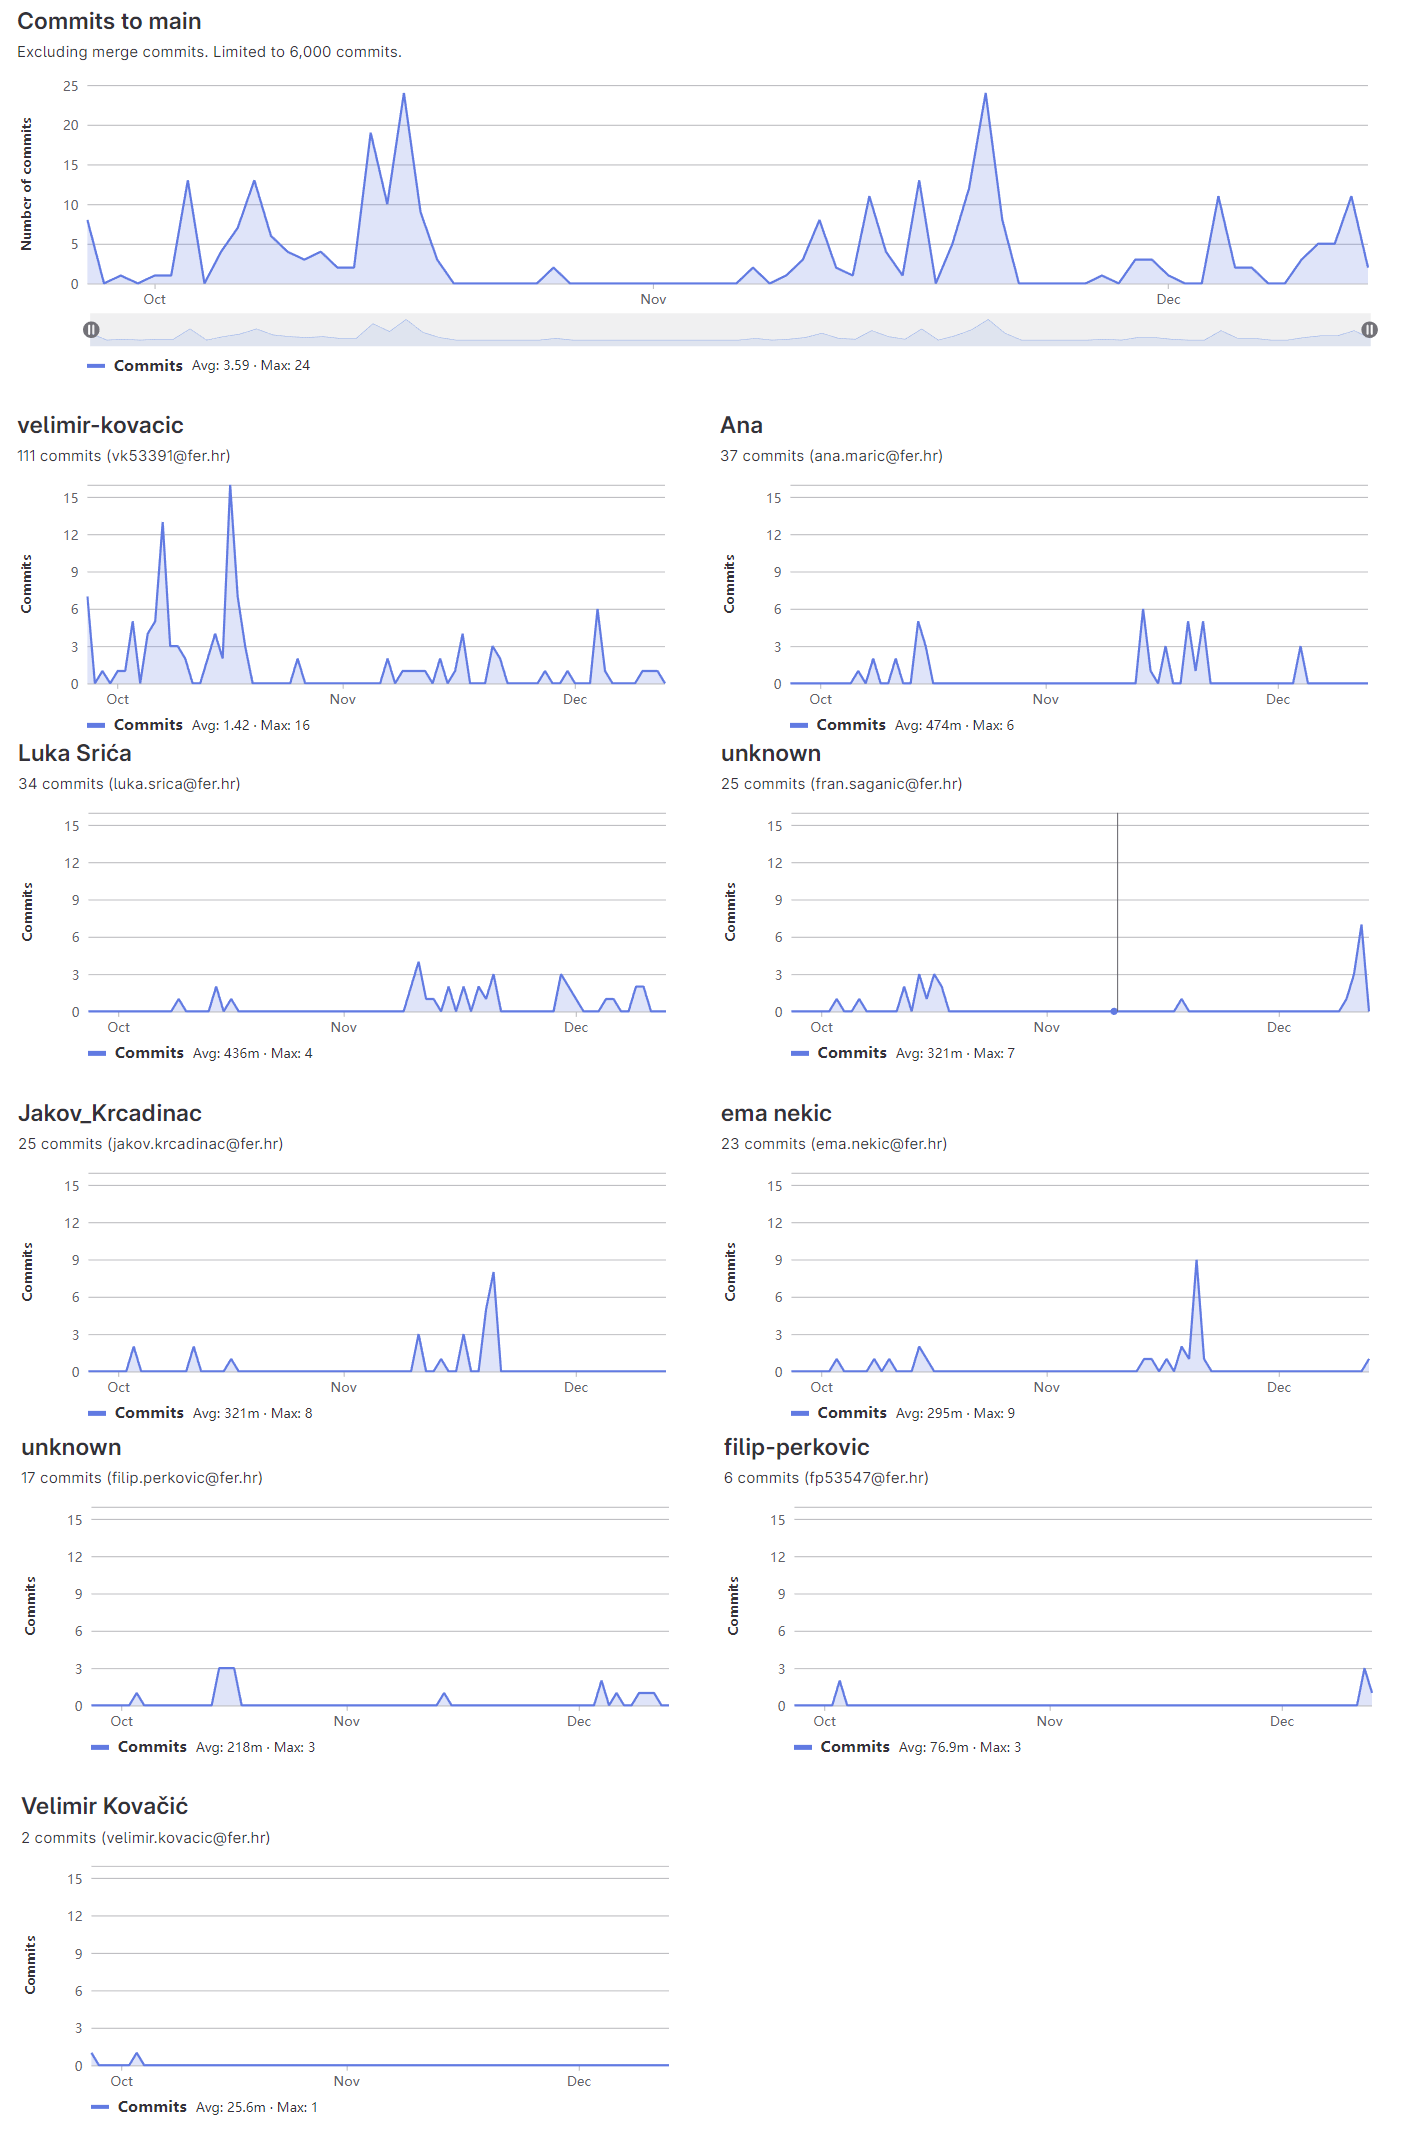 Commits to main
Excluding merge commits. Limited to 6,000 commits.
Number of commits
25
20
15
10
5
0
Oct
Nov
Dec
Commits Avg: 3.59 · Max: 24
velimir-kovacic
111 commits (vk53391@fer.hr)
Commits
15
12
9
6
3
0
Oct
Nov
Dec
Commits Avg: 1.42 · Max: 16
Ana
37 commits (ana.maric@fer.hr)
Commits
15
12
9
6
3
0
Oct
Nov
Dec
Commits Avg: 474m · Max: 6
Luka Srića
34 commits (luka.srica@fer.hr)
Commits
15
12
9
6
3
0
Oct
Nov
Dec
Commits Avg: 436m · Max: 4
unknown
25 commits (fran.saganic@fer.hr)
Commits
15
12
9
6
3
0
Oct
Nov
Dec
Commits Avg: 321m · Max: 7
Jakov_Krcadinac
25 commits (jakov.krcadinac@fer.hr)
Commits
15
12
9
6
3
0
Oct
Nov
Dec
Commits Avg: 321m · Max: 8
ema nekic
23 commits (ema.nekic@fer.hr)
Commits
15
12
9
6
3
0
Oct
Nov
Dec
Commits Avg: 295m · Max: 9
unknown
17 commits (filip.perkovic@fer.hr)
Commits
15
12
9
6
3
0
Oct
Nov
Dec
Commits Avg: 218m · Max: 3
filip-perkovic
6 commits (fp53547@fer.hr)
Commits
15
12
9
6
3
0
Oct
Nov
Dec
Commits Avg: 76.9m · Max: 3
Velimir Kovačić
2 commits (velimir.kovacic@fer.hr)
Commits
15
12
9
6
3
0
Oct
Nov
Dec
Commits Avg: 25.6m · Max: 1